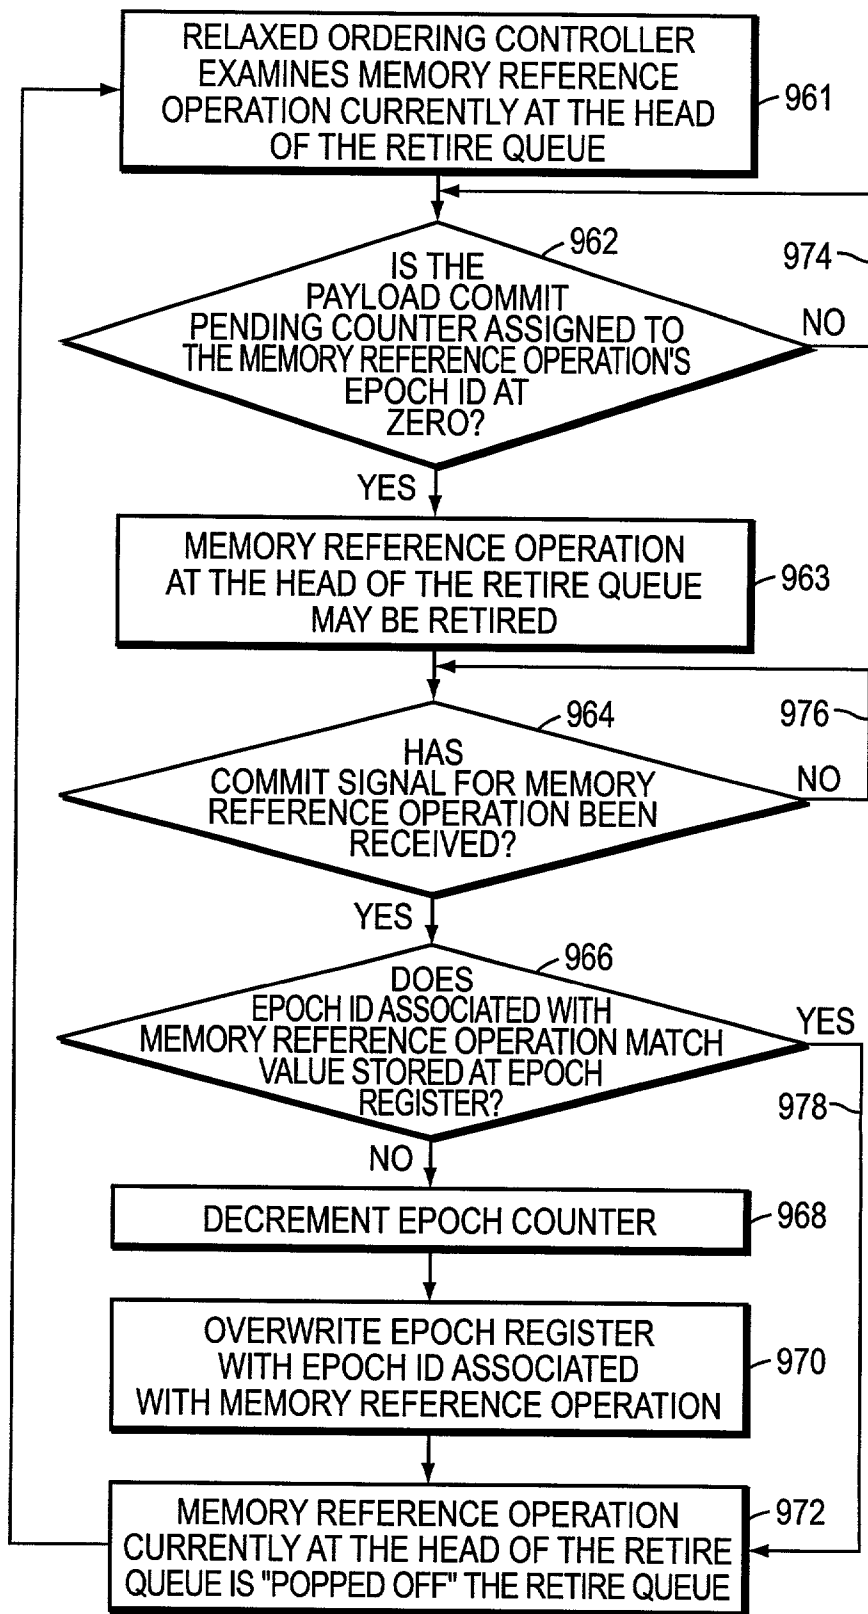 RELAXED ORDERING CONTROLLER
EXAMINES MEMORY REFERENCE
OPERATION CURRENTLY AT THE HEAD
OF THE RETIRE QUEUE
961
962
974
IS THE
PAYLOAD COMMIT
PENDING COUNTER ASSIGNED TO
THE MEMORY REFERENCE OPERATION'S
EPOCH ID AT
ZERO?
NO
YES
MEMORY REFERENCE OPERATION
AT THE HEAD OF THE RETIRE QUEUE
MAY BE RETIRED
963
964
976
HAS
COMMIT SIGNAL FOR MEMORY
REFERENCE OPERATION BEEN
RECEIVED?
NO
YES
966
DOES
EPOCH ID ASSOCIATED WITH
MEMORY REFERENCE OPERATION MATCH
VALUE STORED AT EPOCH
REGISTER?
YES
978
NO
DECREMENT EPOCH COUNTER
968
OVERWRITE EPOCH REGISTER
WITH EPOCH ID ASSOCIATED
WITH MEMORY REFERENCE OPERATION
970
MEMORY REFERENCE OPERATION
CURRENTLY AT THE HEAD OF THE RETIRE
QUEUE IS "POPPED OFF" THE RETIRE QUEUE
972